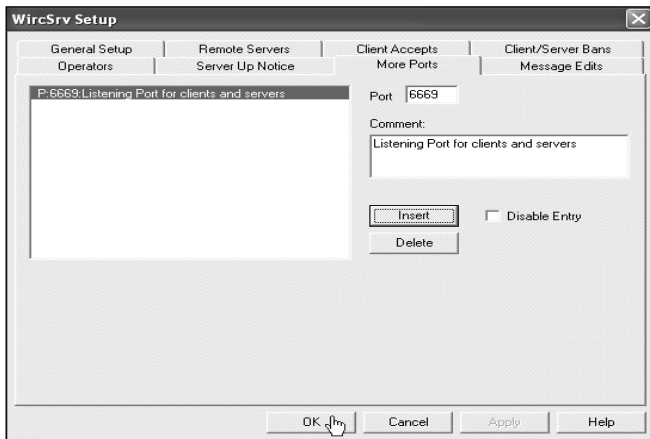 WircSrv Setup
General Setup
Remote Servers
Client Accepts
Client/Server Bans
Operators
Server Up Notice
More Ports
Message Edits
P:6669:Listening Port for clients and servers
Port 6669
Comment:
Listening Port for clients and servers
Insert
Disable Entry
Delete
OK
Cancel
Apply
Help